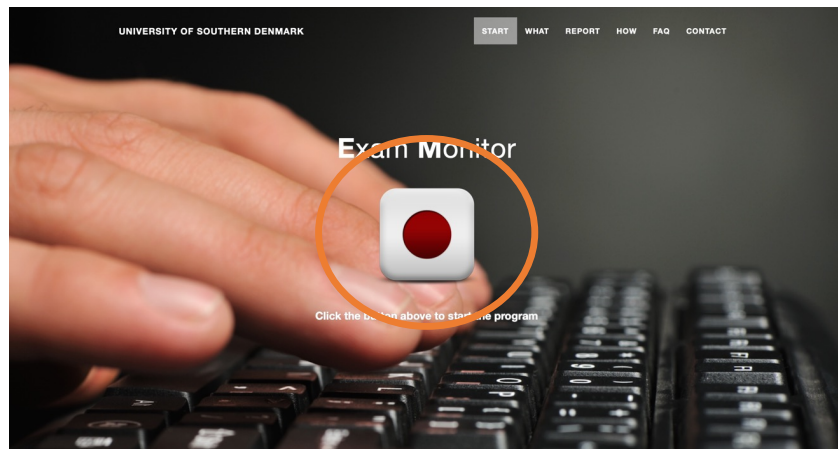 UNIVERSITY OF SOUTHERN DENMARK START WHAT REPORT HOW FAQ CONTACT
Exam Monitor
Click the button above to start the program